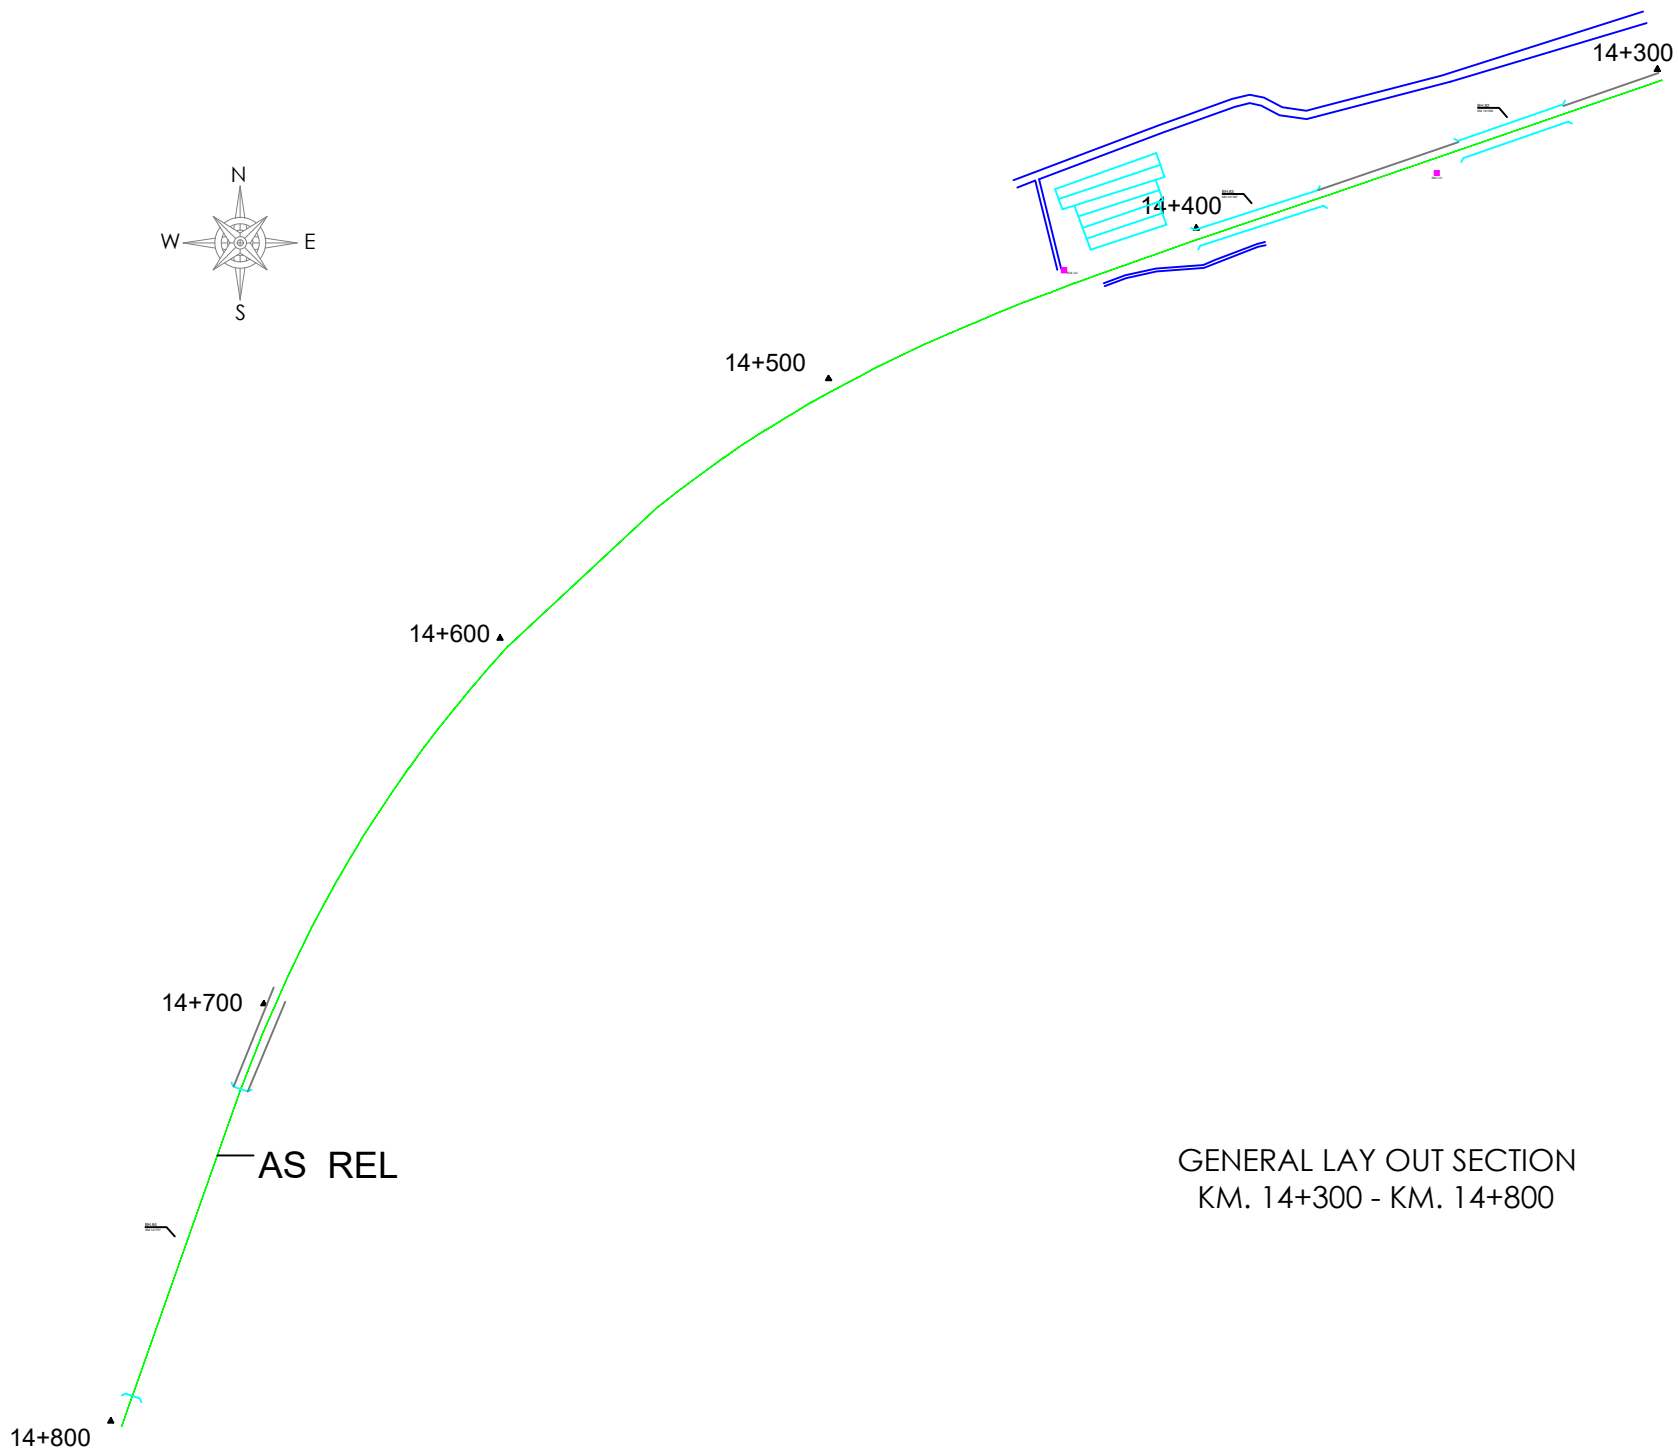 14+300
14+400
N
W
E
S
14+500
14+600
14+700
AS REL
GENERAL LAY OUT SECTION
KM. 14+300 - KM. 14+800
14+800